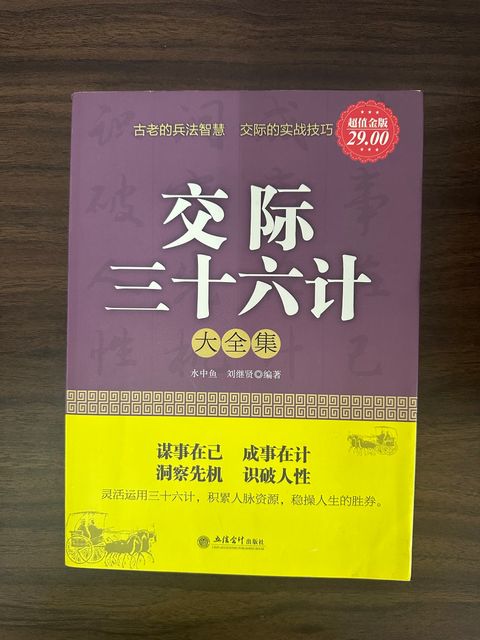 古老的兵法智慧 交际的实战技巧
超值金版
29.00
交际
三十六计
大全集
水中鱼 刘继贤◎编著
谋事在己 成事在计
洞察先机 识破人性
灵活运用三十六计，积累人脉资源，稳操人生的胜券。
立信会计出版社